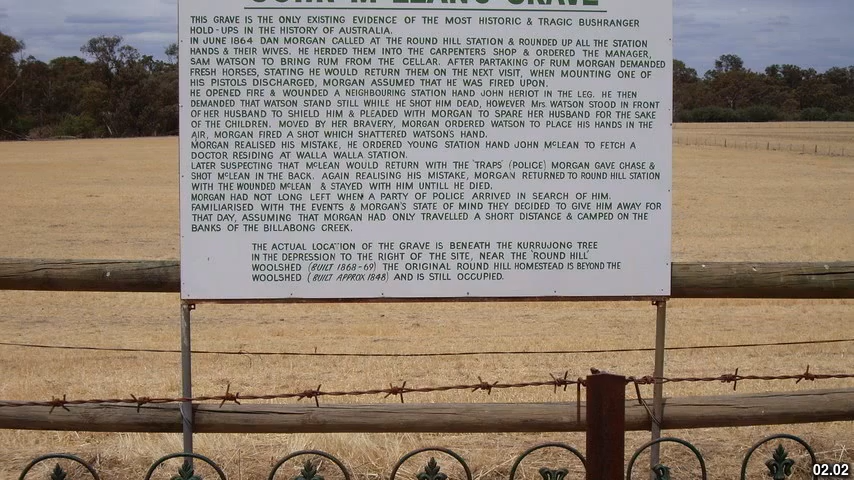 JOHN McLEAN'S GRAVE
THIS GRAVE IS THE ONLY EXISTING EVIDENCE OF THE MOST HISTORIC & TRAGIC BUSHRANGER
HOLD-UPS IN THE HISTORY OF AUSTRALIA.
IN JUNE 1864 DAN MORGAN CALLED AT THE ROUND HILL STATION & ROUNDED UP ALL THE STATION
HANDS & THEIR WIVES. HE HERDED THEM INTO THE CARPENTERS SHOP & ORDERED THE MANAGER,
SAM WATSON TO BRING RUM FROM THE CELLAR. AFTER PARTAKING OF RUM MORGAN DEMANDED
FRESH HORSES, STATING HE WOULD RETURN THEM ON THE NEXT VISIT, WHEN MOUNTING ONE OF
HIS PISTOLS DISCHARGED, MORGAN ASSUMED THAT HE WAS FIRED UPON.
HE OPENED FIRE & WOUNDED A NEIGHBOURING STATION HAND JOHN HERIOT IN THE LEG. HE THEN
DEMANDED THAT WATSON STAND STILL WHILE HE SHOT HIM DEAD, HOWEVER Mrs WATSON STOOD IN FRONT
OF HER HUSBAND TO SHIELD HIM & PLEADED WITH MORGAN TO SPARE HER HUSBAND FOR THE SAKE
OF THE CHILDREN. MOVED BY HER BRAVERY, MORGAN ORDERED WATSON TO PLACE HIS HANDS IN THE
AIR, MORGAN FIRED A SHOT WHICH SHATTERED WATSON'S HAND.
MORGAN REALISED HIS MISTAKE, HE ORDERED YOUNG STATION HAND JOHN McLEAN TO FETCH A
DOCTOR RESIDING AT WALLA WALLA STATION.
LATER SUSPECTING THAT McLEAN WOULD RETURN WITH THE 'TRAPS' (POLICE) MORGAN GAVE CHASE &
SHOT McLEAN IN THE BACK. AGAIN REALISING HIS MISTAKE, MORGAN RETURNED TO ROUND HILL STATION
WITH THE WOUNDED McLEAN & STAYED WITH HIM UNTILL HE DIED.
MORGAN HAD NOT LONG LEFT WHEN A PARTY OF POLICE ARRIVED IN SEARCH OF HIM.
FAMILIARISED WITH THE EVENTS & MORGAN'S STATE OF MIND THEY DECIDED TO GIVE HIM AWAY FOR
THAT DAY, ASSUMING THAT MORGAN HAD ONLY TRAVELLED A SHORT DISTANCE & CAMPED ON THE
BANKS OF THE BILLABONG CREEK.
THE ACTUAL LOCATION OF THE GRAVE IS BENEATH THE KURRUJONG TREE
IN THE DEPRESSION TO THE RIGHT OF THE SITE, NEAR THE 'ROUND HILL'
WOOLSHED (BUILT 1868-69) THE ORIGINAL ROUND HILL HOMESTEAD IS BEYOND THE
WOOLSHED (BUILT APPROX 1848) AND IS STILL OCCUPIED.
02.02